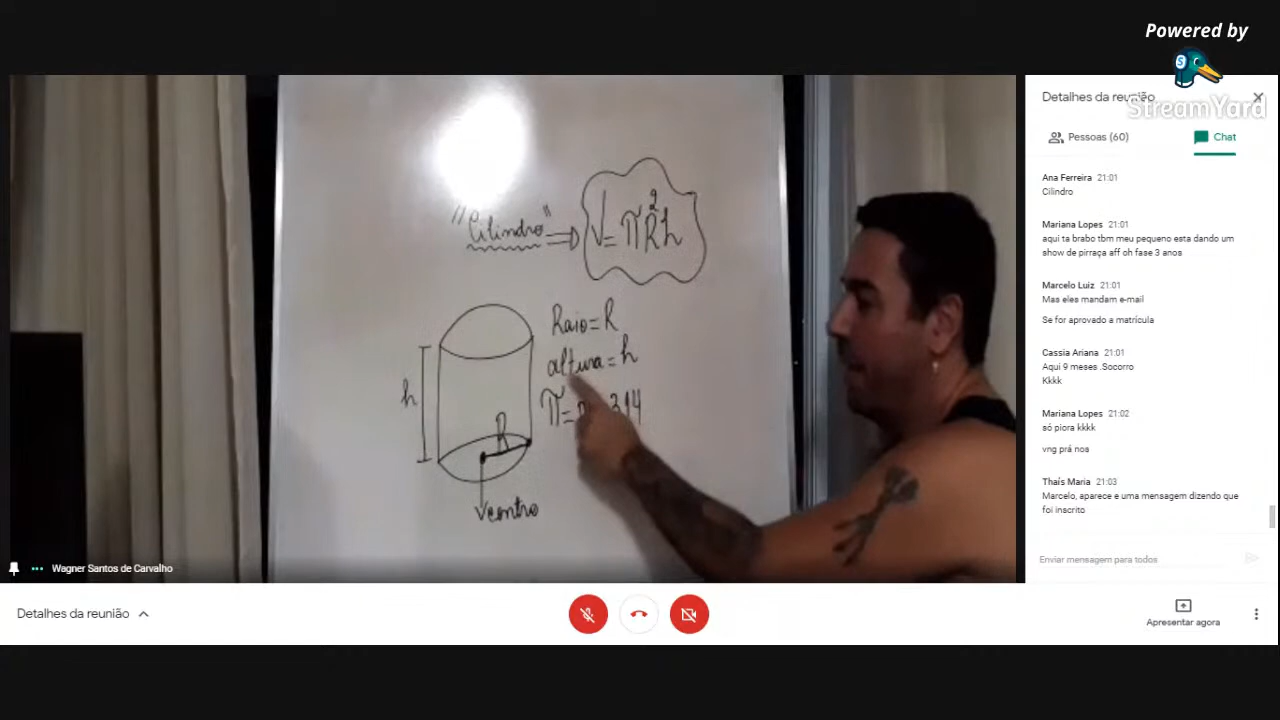 Powered by
StreamYard
Detalhes da reunião
Pessoas (60)
Chat
Ana Ferreira 21:01
Cilindro
Mariana Lopes 21:01
aqui ta brabo tbm meu pequeno esta dando um
show de pirraça aff oh fase 3 anos
Marcelo Luiz 21:01
Mas eles mandam e-mail
Se for aprovado a matrícula
Cassia Ariana 21:01
Aqui 9 meses .Socorro
Kkkk
Mariana Lopes 21:02
só piora kkkk
vng prá nos
Thaís Maria 21:03
Marcelo, aparece e uma mensagem dizendo que
foi inscrito
Enviar mensagem para todos
"Cilindro" ⇒ V= πR²h
Raio=R
altura=h
π= 3,14
h
R
centro
Wagner Santos de Carvalho
Detalhes da reunião
Apresentar agora